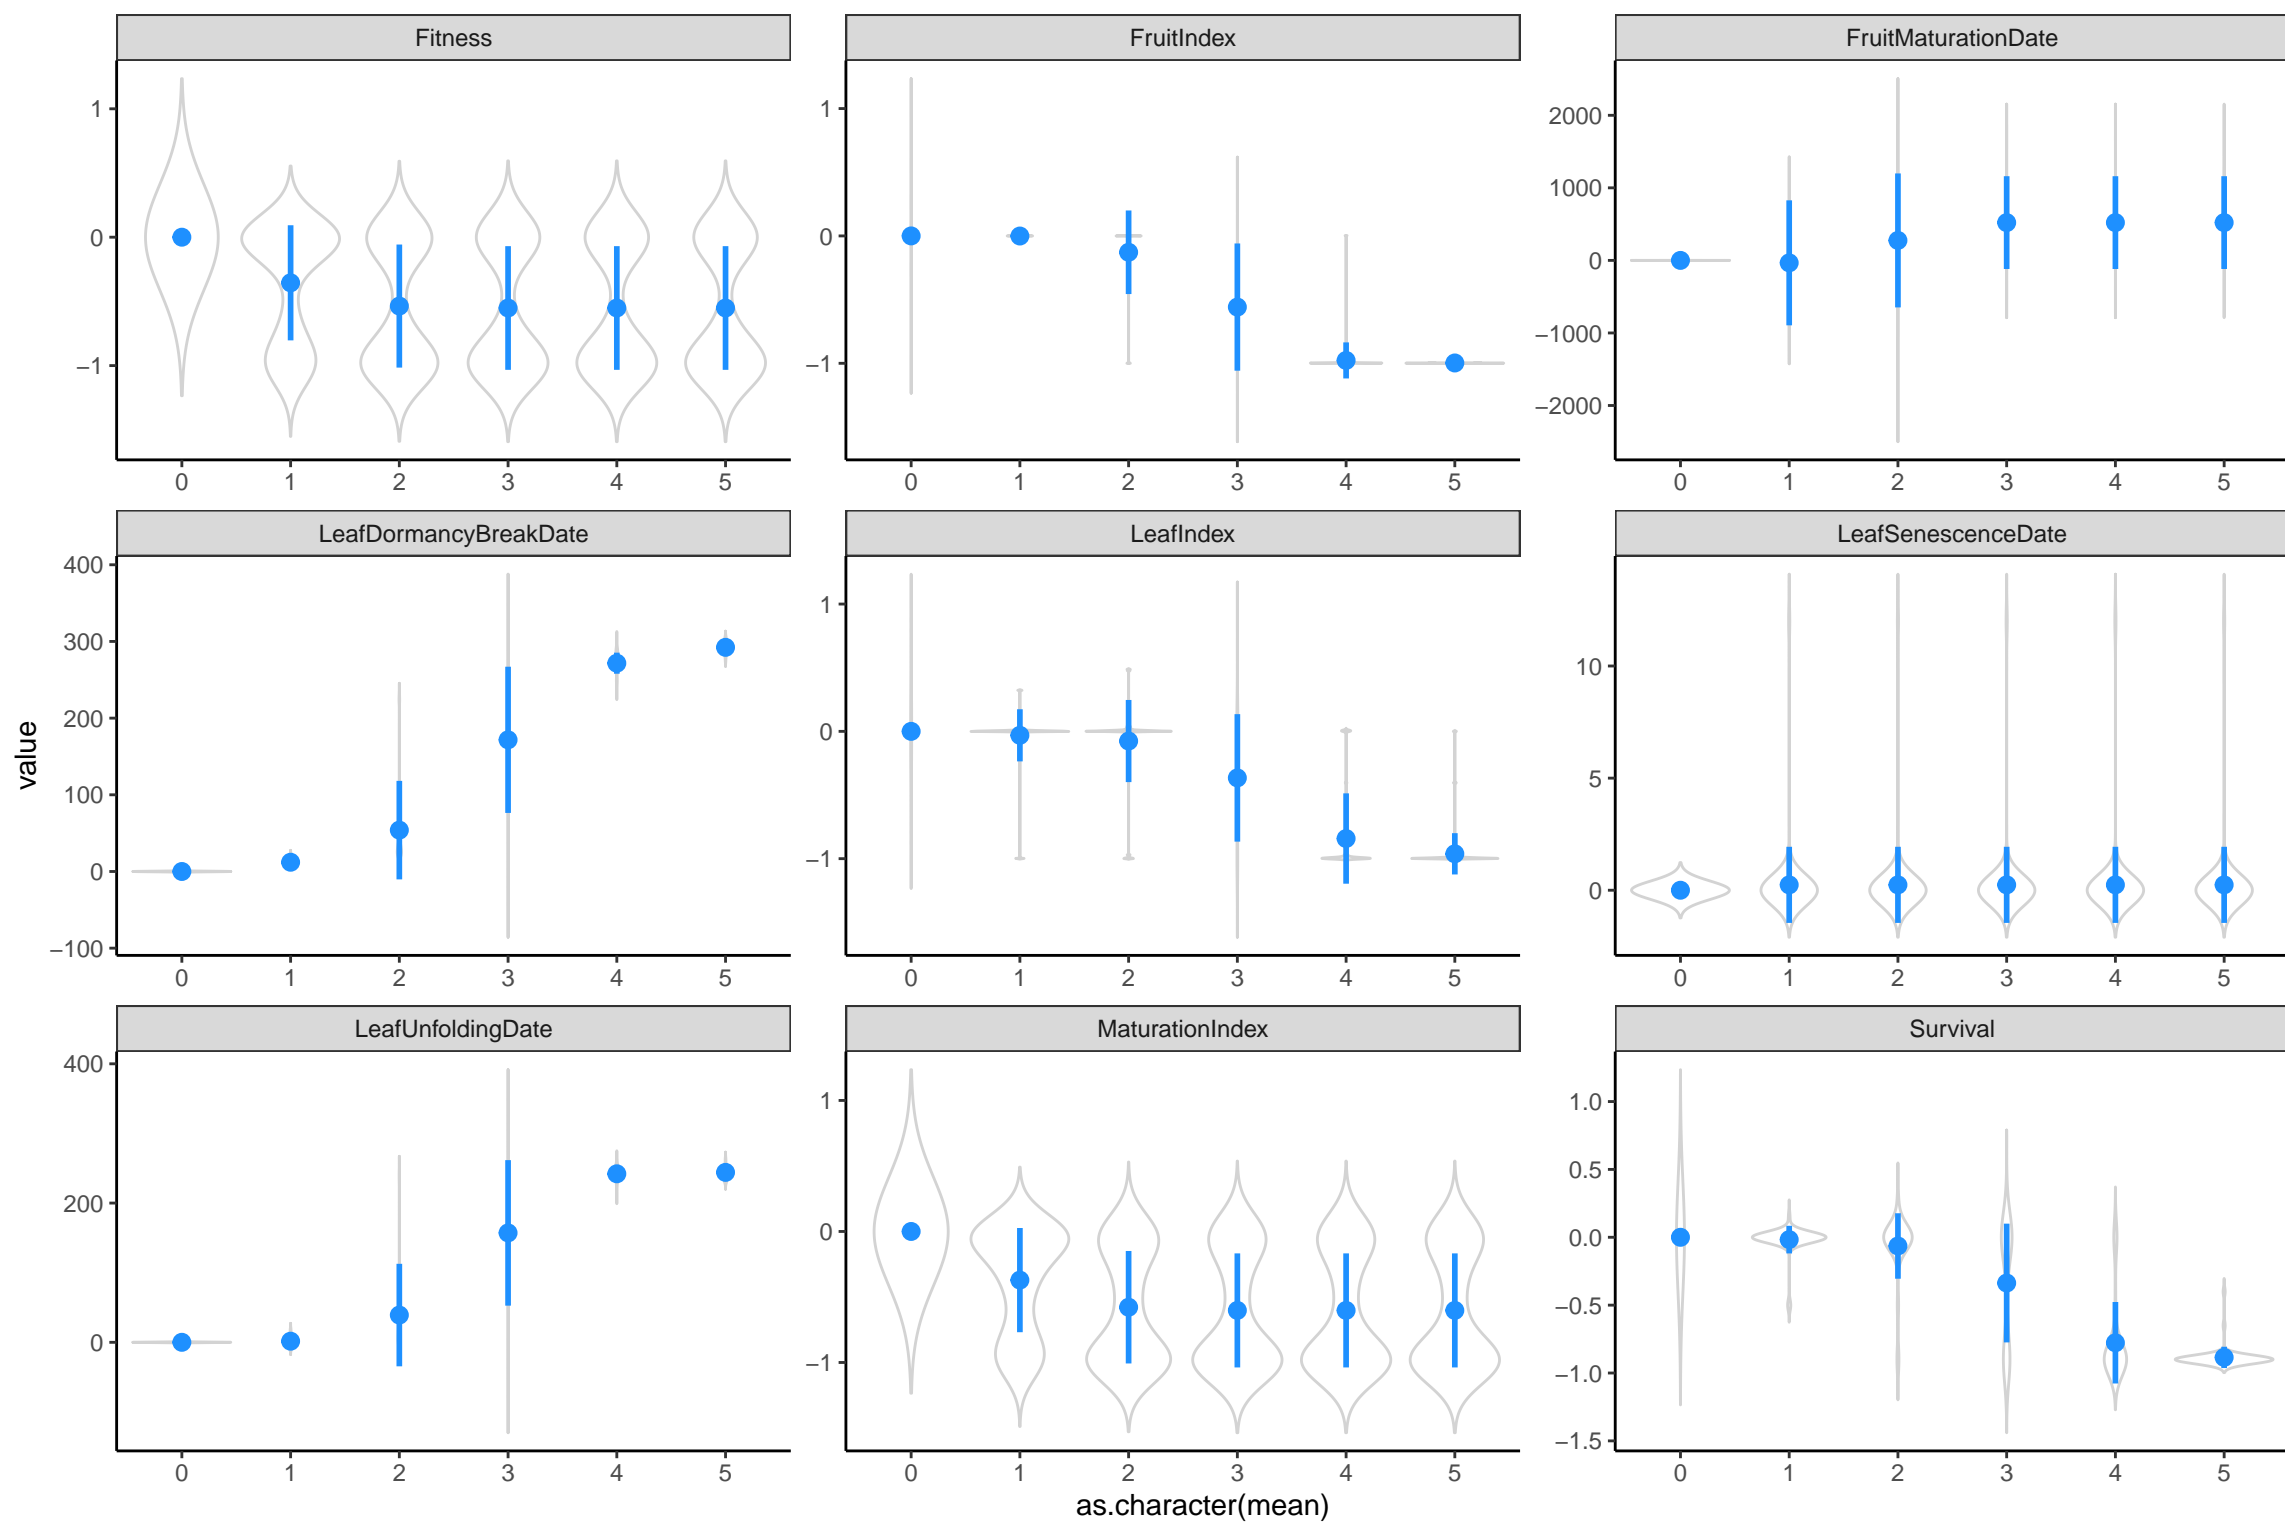 Fitness
FruitIndex
FruitMaturationDate
1
0
−1
0 1 2 3 4 5
1
0
−1
0 1 2 3 4 5
2000
1000
0
−1000
−2000
0 1 2 3 4 5
LeafDormancyBreakDate
LeafIndex
LeafSenescenceDate
value
400
300
200
100
0
−100
0 1 2 3 4 5
1
0
−1
0 1 2 3 4 5
10
5
0
0 1 2 3 4 5
LeafUnfoldingDate
MaturationIndex
Survival
400
200
0
0 1 2 3 4 5
1
0
−1
0 1 2 3 4 5
1.0
0.5
0.0
−0.5
−1.0
−1.5
0 1 2 3 4 5
as.character(mean)